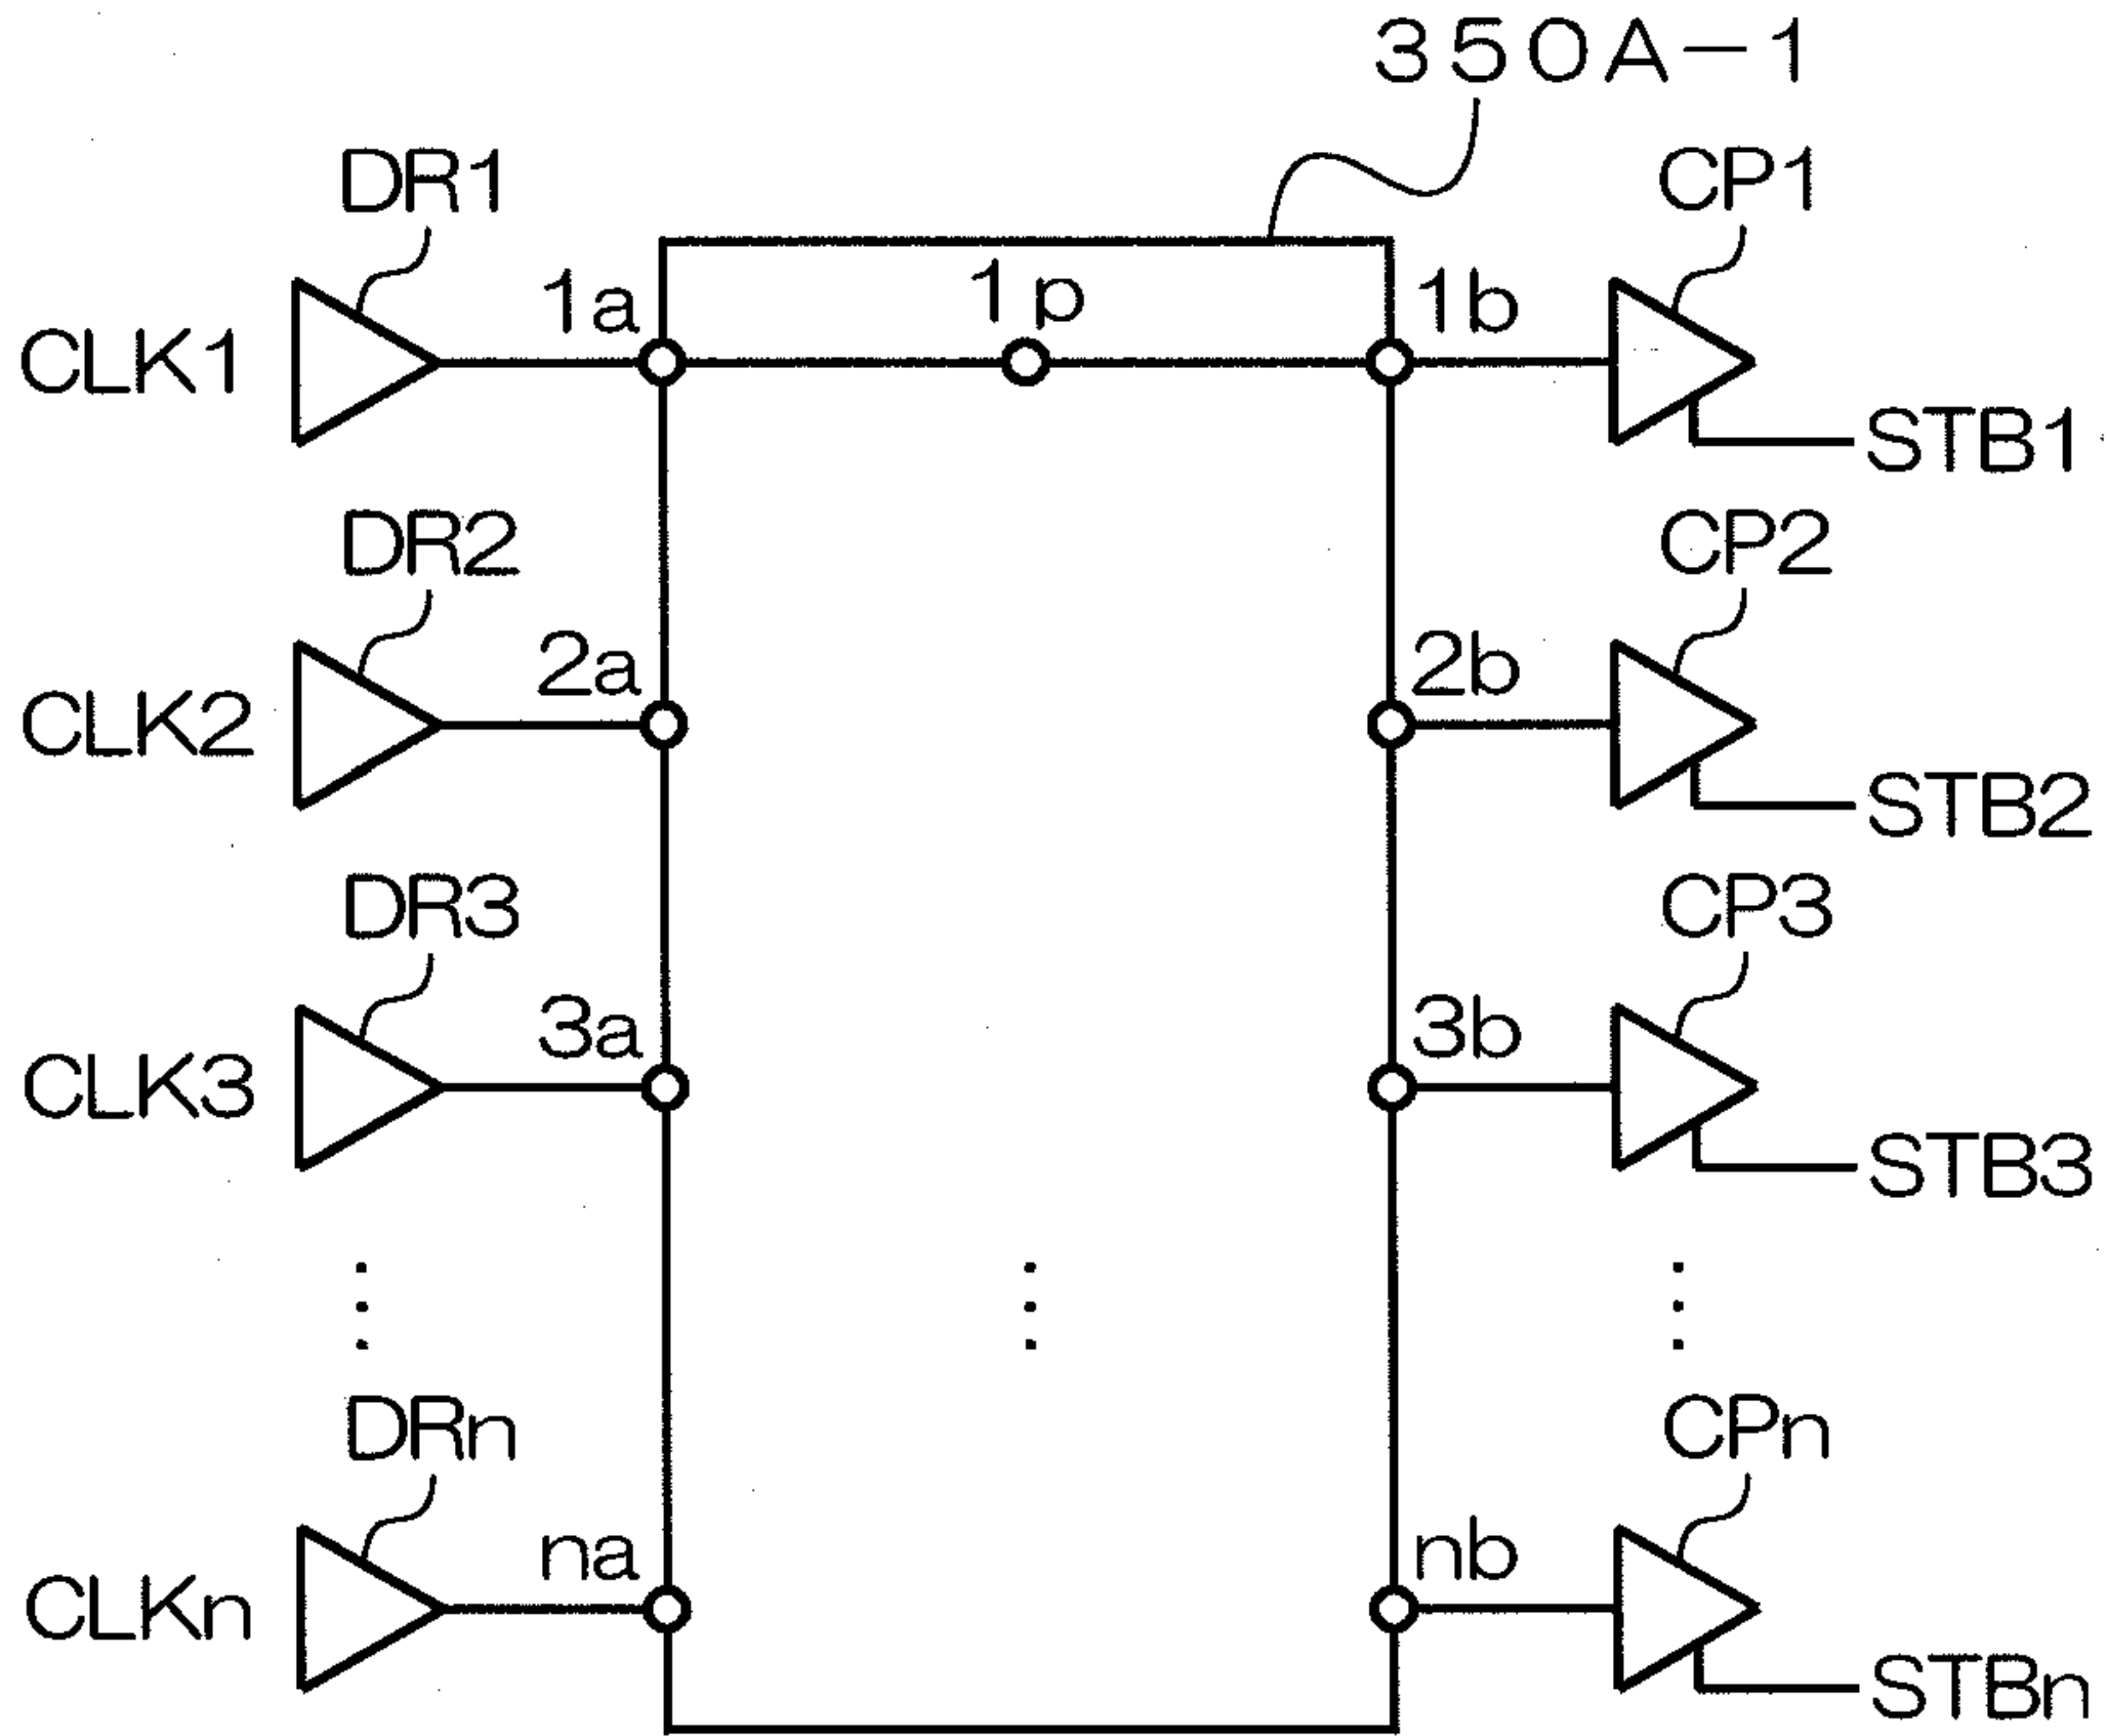 350A-1
DR1 CP1
1a 1p 1b
CLK1
STB1
DR2 CP2
2a 2b
CLK2
STB2
DR3 CP3
3a 3b
CLK3
STB3
DRn CPn
na nb
CLKn
STBn